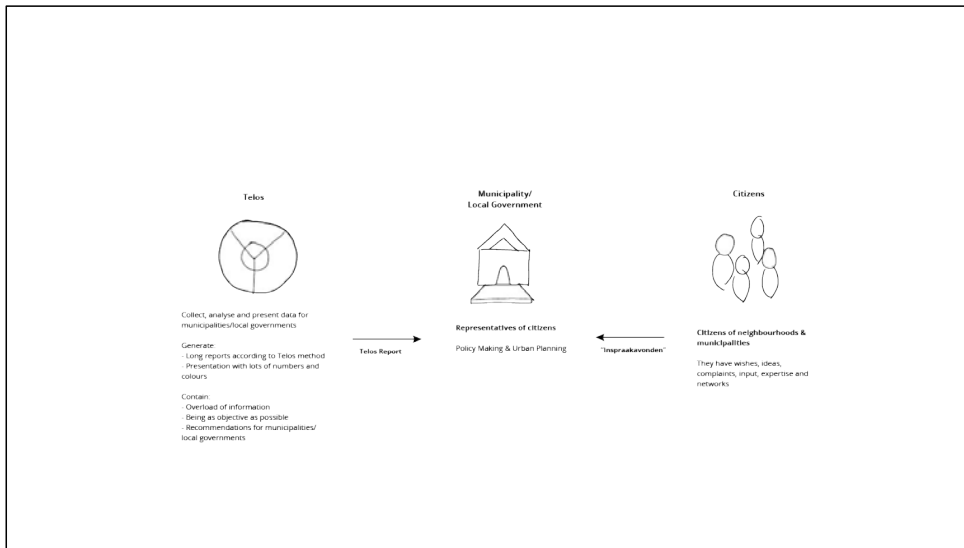 Telos
Collect, analyse and present data for
municipalities/local governments
Generate
- Long reports according to Telos method
- Presentation with lots of numbers and
colours
Contain
- Overload of information
- Being as objective as possible
- Recommendations for municipalities/
local governments
Telus Report
Municipality/
Local Government
Representatives of citizens
Policy Making & Urban Planning
"Inspraakavonden"
Citizens
Citizens of neighbourhoods &
municipalities
They have wishes, ideas,
complaints, input, expertise and
networks